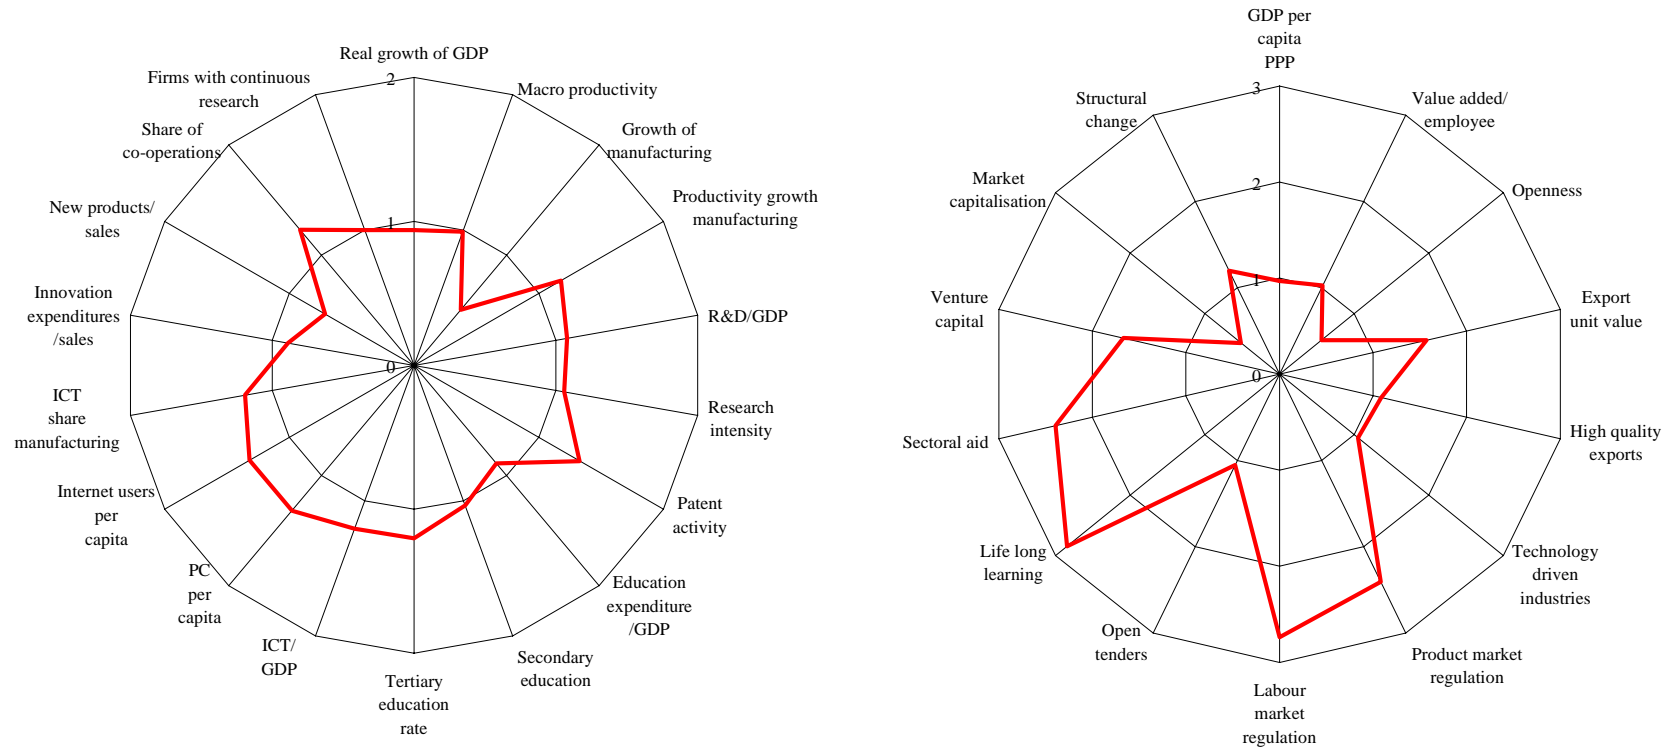 Real growth of GDP
Macro productivity
Growth of
manufacturing
Productivity growth
manufacturing
R&D/GDP
Research
intensity
Patent
activity
Education
expenditure
/GDP
Secondary
education
Tertiary
education
rate
ICT/
GDP
PC
per
capita
Internet users
per
capita
ICT
share
manufacturing
Innovation
expenditures
/sales
New products/
sales
Share of
co-operations
Firms with continuous
research
2
1
0
GDP per
capita
PPP
Value added/
employee
Openness
Export
unit value
High quality
exports
Technology
driven
industries
Product market
regulation
Labour
market
regulation
Open
tenders
Life long
learning
Sectoral aid
Venture
capital
Market
capitalisation
Structural
change
3
2
1
0